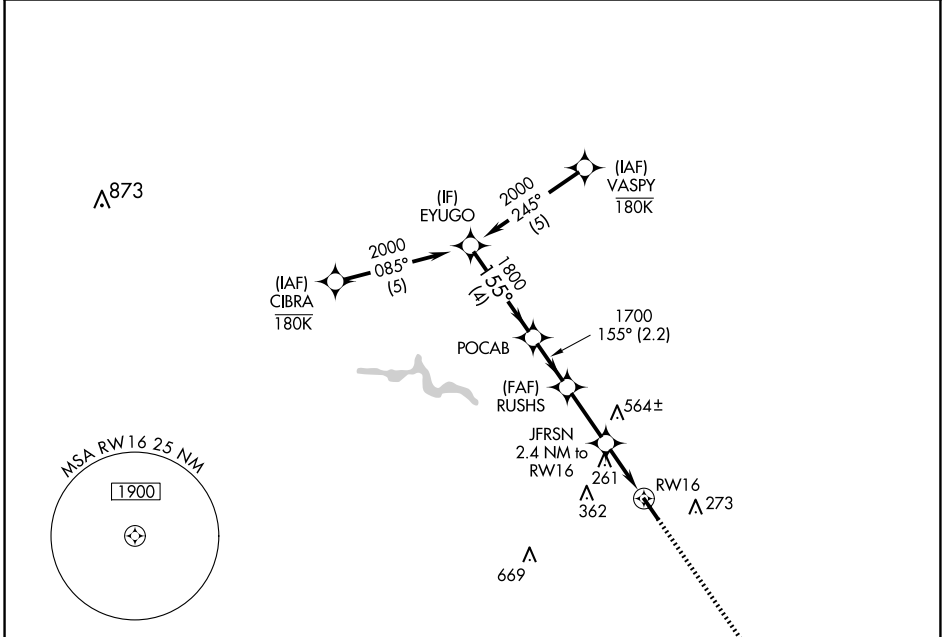 873
(IAF)
VASPY
180K
2000
245°
(5)
(IF)
EYUGO
2000
085°
(5)
(IAF)
CIBRA
180K
1800
155°
(4)
1700
155° (2.2)
POCAB
(FAF)
RUSHS
564±
JFRSN
2.4 NM to
RW16
261
362
RW16
273
669
MSA RW16 25 NM
1900